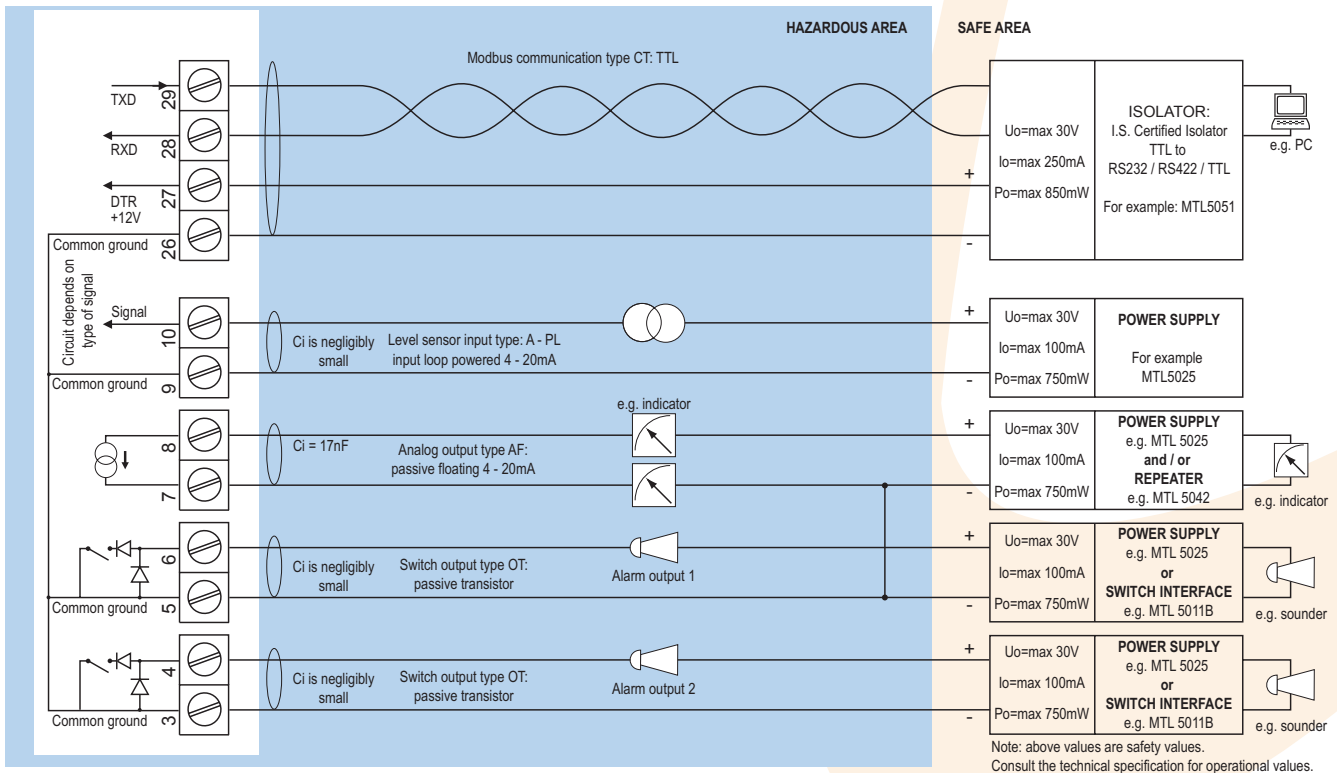 HAZARDOUS AREA
SAFE AREA
Modbus communication type CT: TTL
TXD
29
RXD
28
DTR
+12V
27
Common ground
26
+
-
Uo=max 30V
Io=max 250mA
Po=max 850mW
ISOLATOR:
I.S. Certified Isolator
TTL to
RS232 / RS422 / TTL
For example: MTL5051
e.g. PC
Circuit depends on
type of signal
Signal
10
Common ground
9
Ci is negligibly
small
Level sensor input type: A - PL
input loop powered 4 - 20mA
+
-
Uo=max 30V
Io=max 100mA
Po=max 750mW
POWER SUPPLY
For example
MTL5025
8
7
Ci = 17nF
Analog output type AF:
passive floating 4 - 20mA
e.g. indicator
+
-
Uo=max 30V
Io=max 100mA
Po=max 750mW
POWER SUPPLY
e.g. MTL 5025
and / or
REPEATER
e.g. MTL 5042
e.g. indicator
6
Common ground
5
Ci is negligibly
small
Switch output type OT:
passive transistor
Alarm output 1
+
-
Uo=max 30V
Io=max 100mA
Po=max 750mW
POWER SUPPLY
e.g. MTL 5025
or
SWITCH INTERFACE
e.g. MTL 5011B
e.g. sounder
4
Common ground
3
Ci is negligibly
small
Switch output type OT:
passive transistor
Alarm output 2
+
-
Uo=max 30V
Io=max 100mA
Po=max 750mW
POWER SUPPLY
e.g. MTL 5025
or
SWITCH INTERFACE
e.g. MTL 5011B
e.g. sounder
Note: above values are safety values.
Consult the technical specification for operational values.